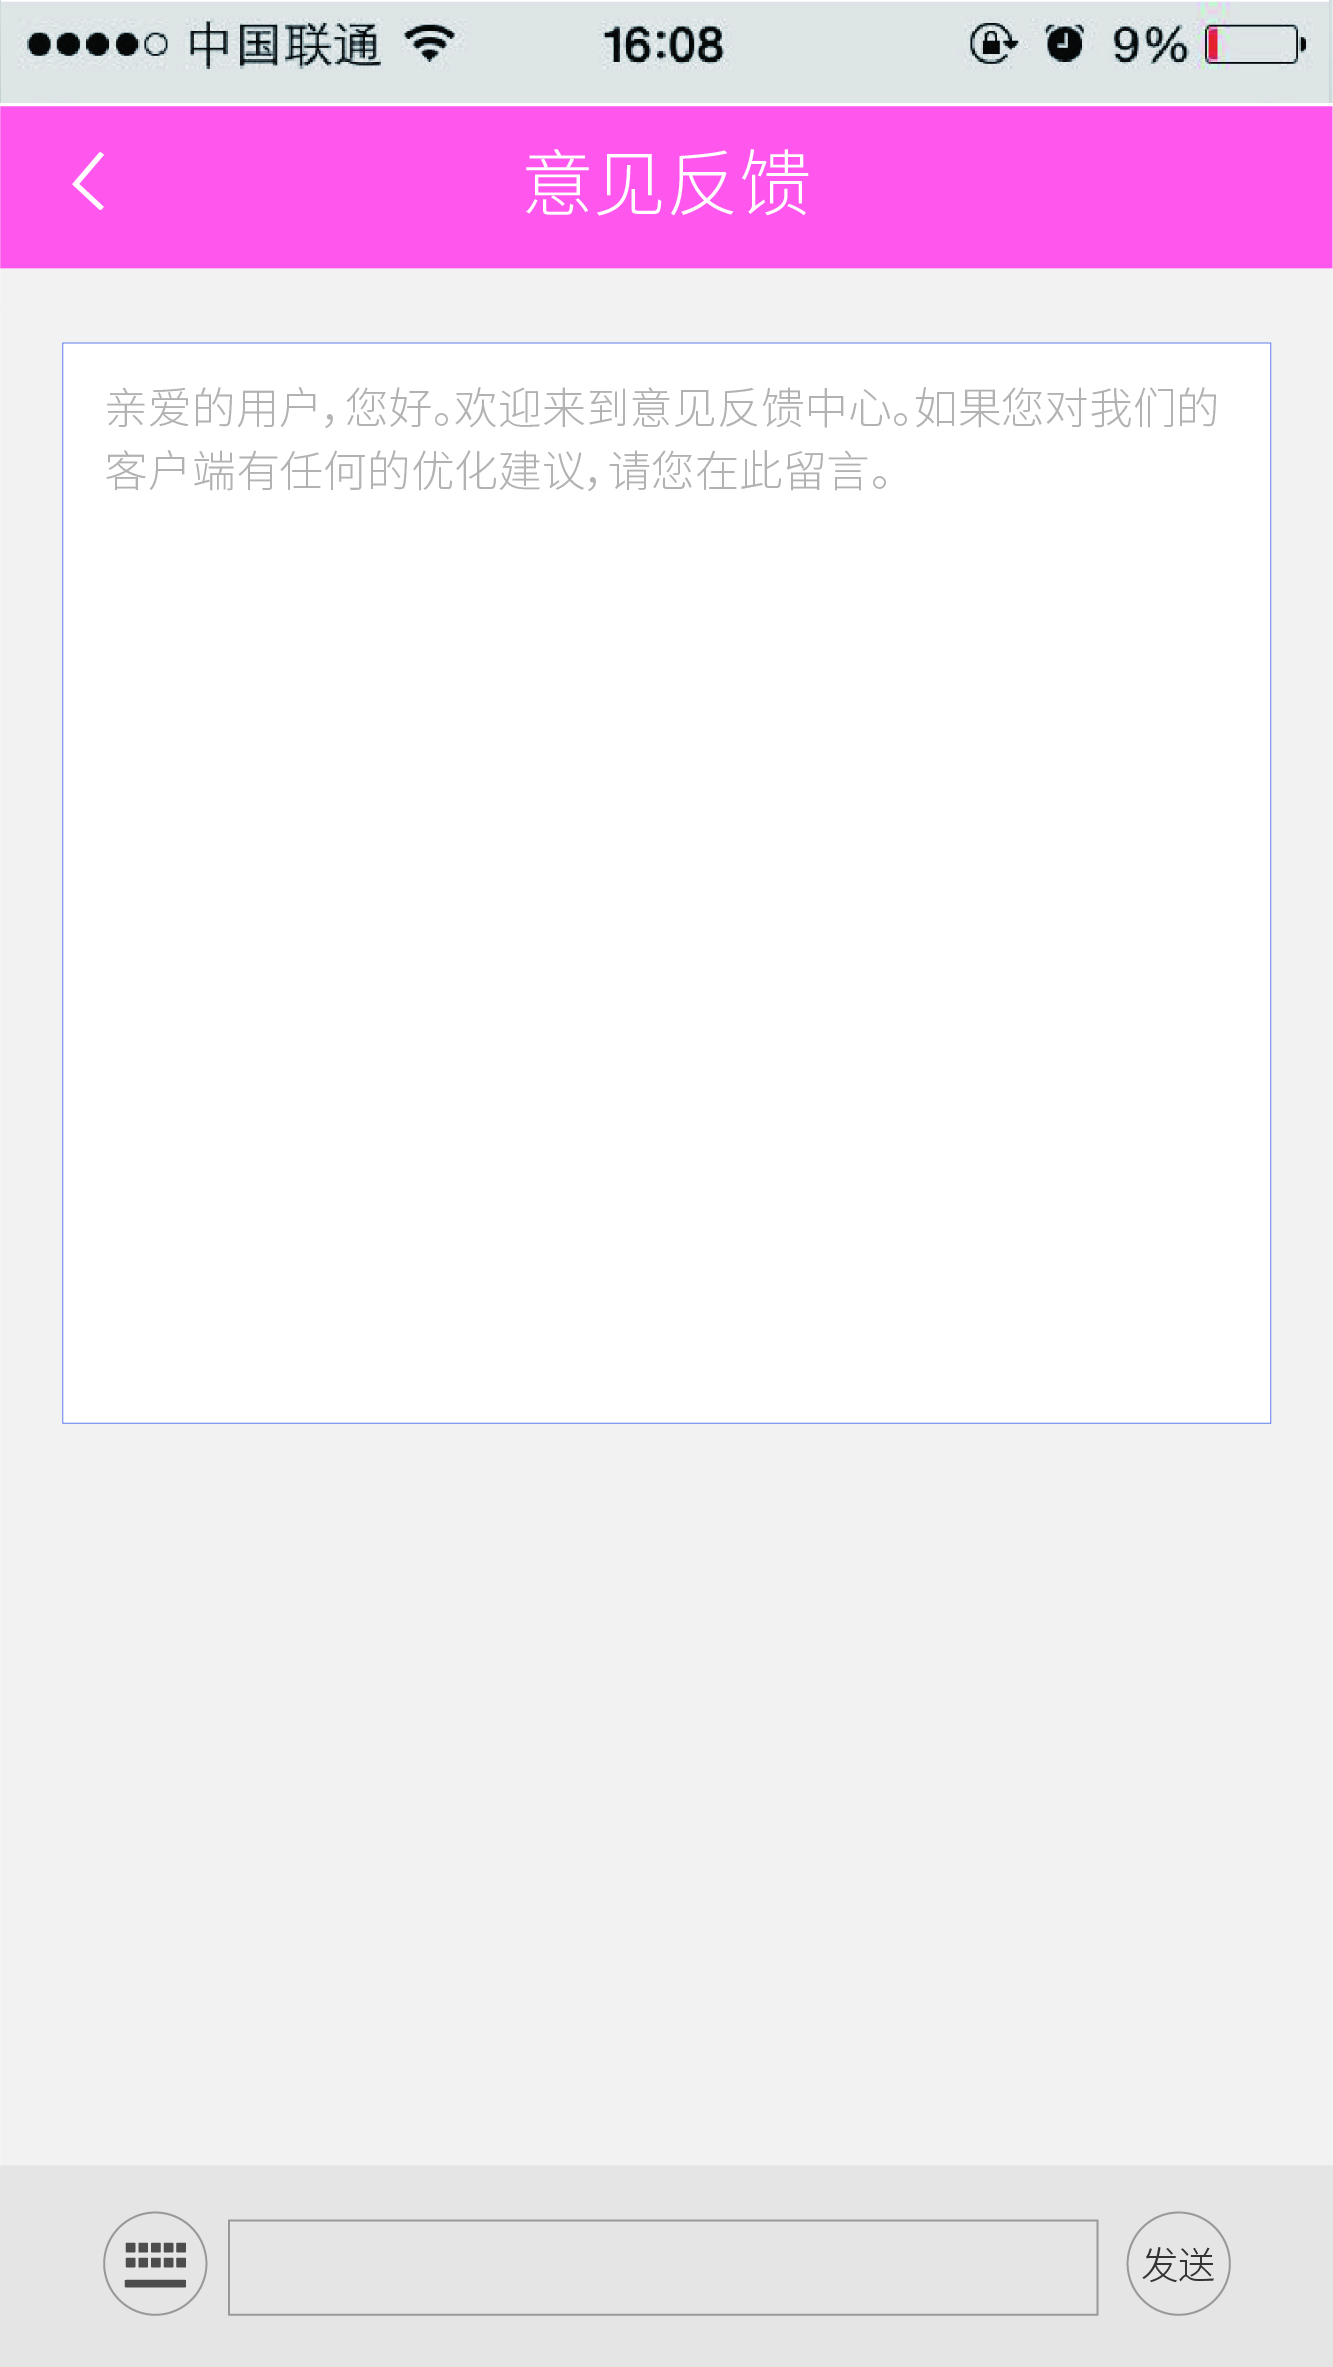 中国联通 16:08 9%
意见反馈
亲爱的用户，您好。欢迎来到意见反馈中心。如果您对我们的
客户端有任何的优化建议，请您在此留言。
发送